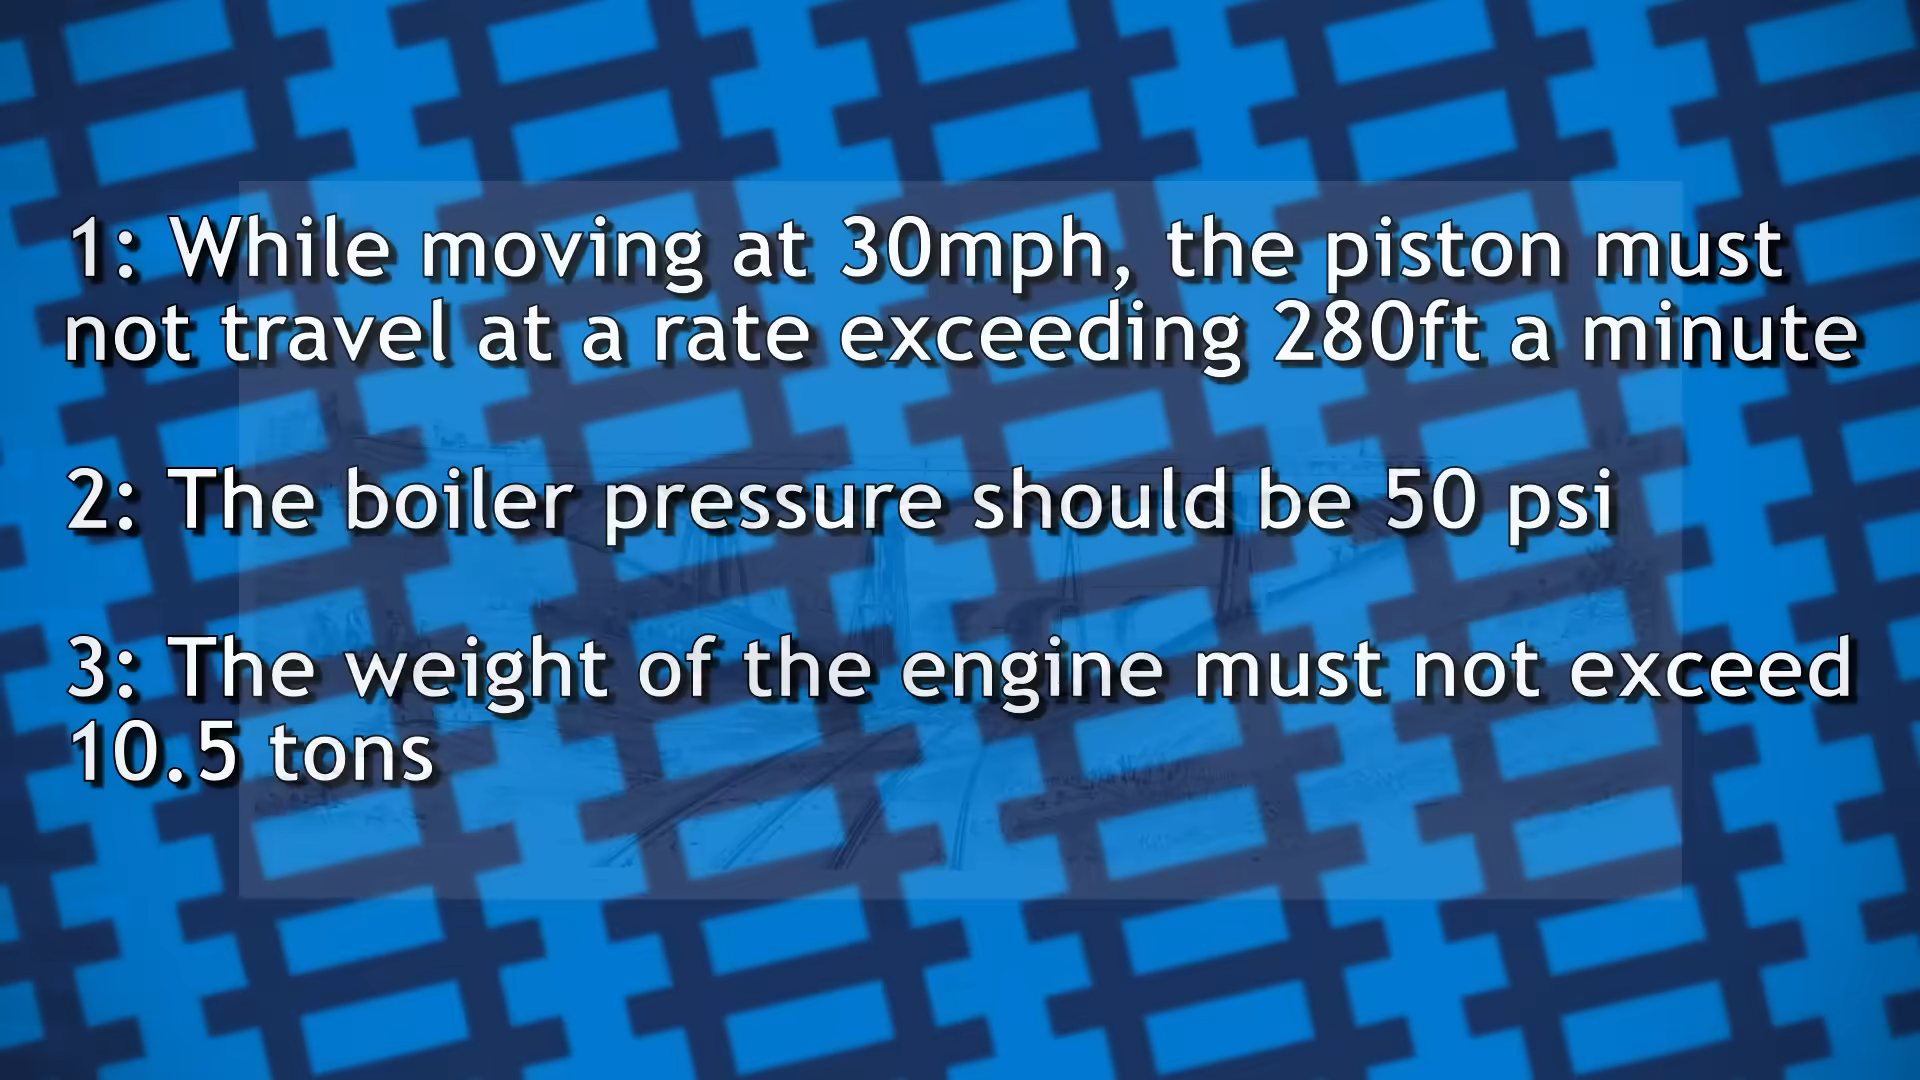 1: While moving at 30mph, the piston must
not travel at a rate exceeding 280ft a minute
2: The boiler pressure should be 50 psi
3: The weight of the engine must not exceed
10.5 tons